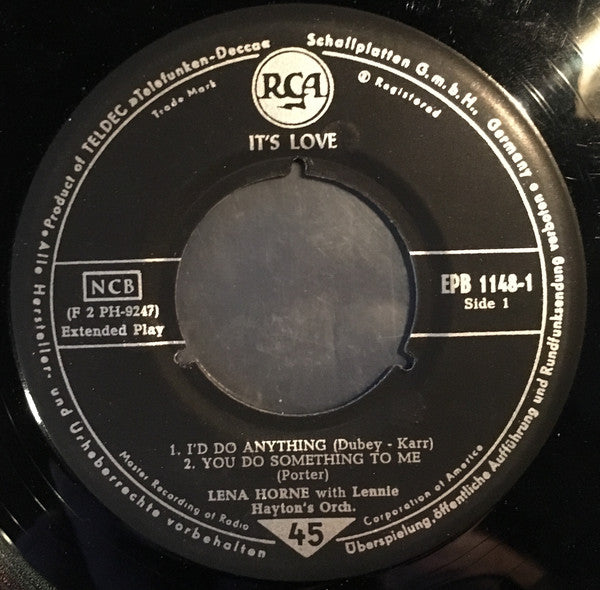 • Product of TELDEC »Telefunken-Decca« Schallplatten G.m.b.H., Germany •
Trade Mark ® Registered
RCA
IT'S LOVE
NCB
(F 2 PH-9247)
Extended Play
EPB 1148-1
Side 1
1. I'D DO ANYTHING (Dubey - Karr)
2. YOU DO SOMETHING TO ME
(Porter)
LENA HORNE with Lennie
Hayton's Orch.
Master Recording of Radio Corporation of America
45
Alle Hersteller- und Urheberrechte vorbehalten
Überspielung, öffentliche Aufführung und Rundfunksendung verboten